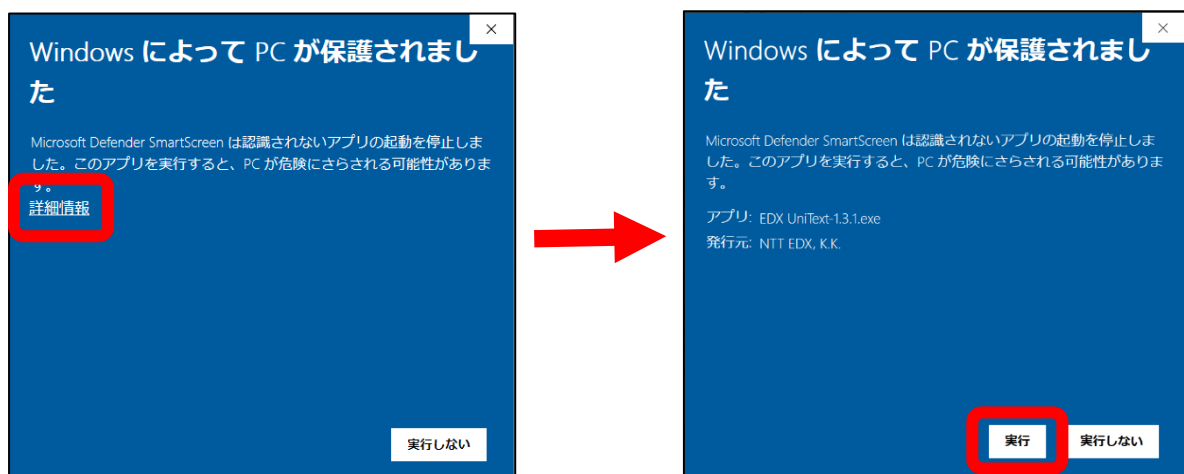 Windows によって PC が保護されまし
た
Microsoft Defender SmartScreen は認識されないアプリの起動を停止しま
した。このアプリを実行すると、PC が危険にさらされる可能性がありま
す。
詳細情報
実行しない
Windows によって PC が保護されまし
た
Microsoft Defender SmartScreen は認識されないアプリの起動を停止しま
した。このアプリを実行すると、PC が危険にさらされる可能性がありま
す。
アプリ: EDX UniText-1.3.1.exe
発行元: NTT EDX, K.K.
実行
実行しない